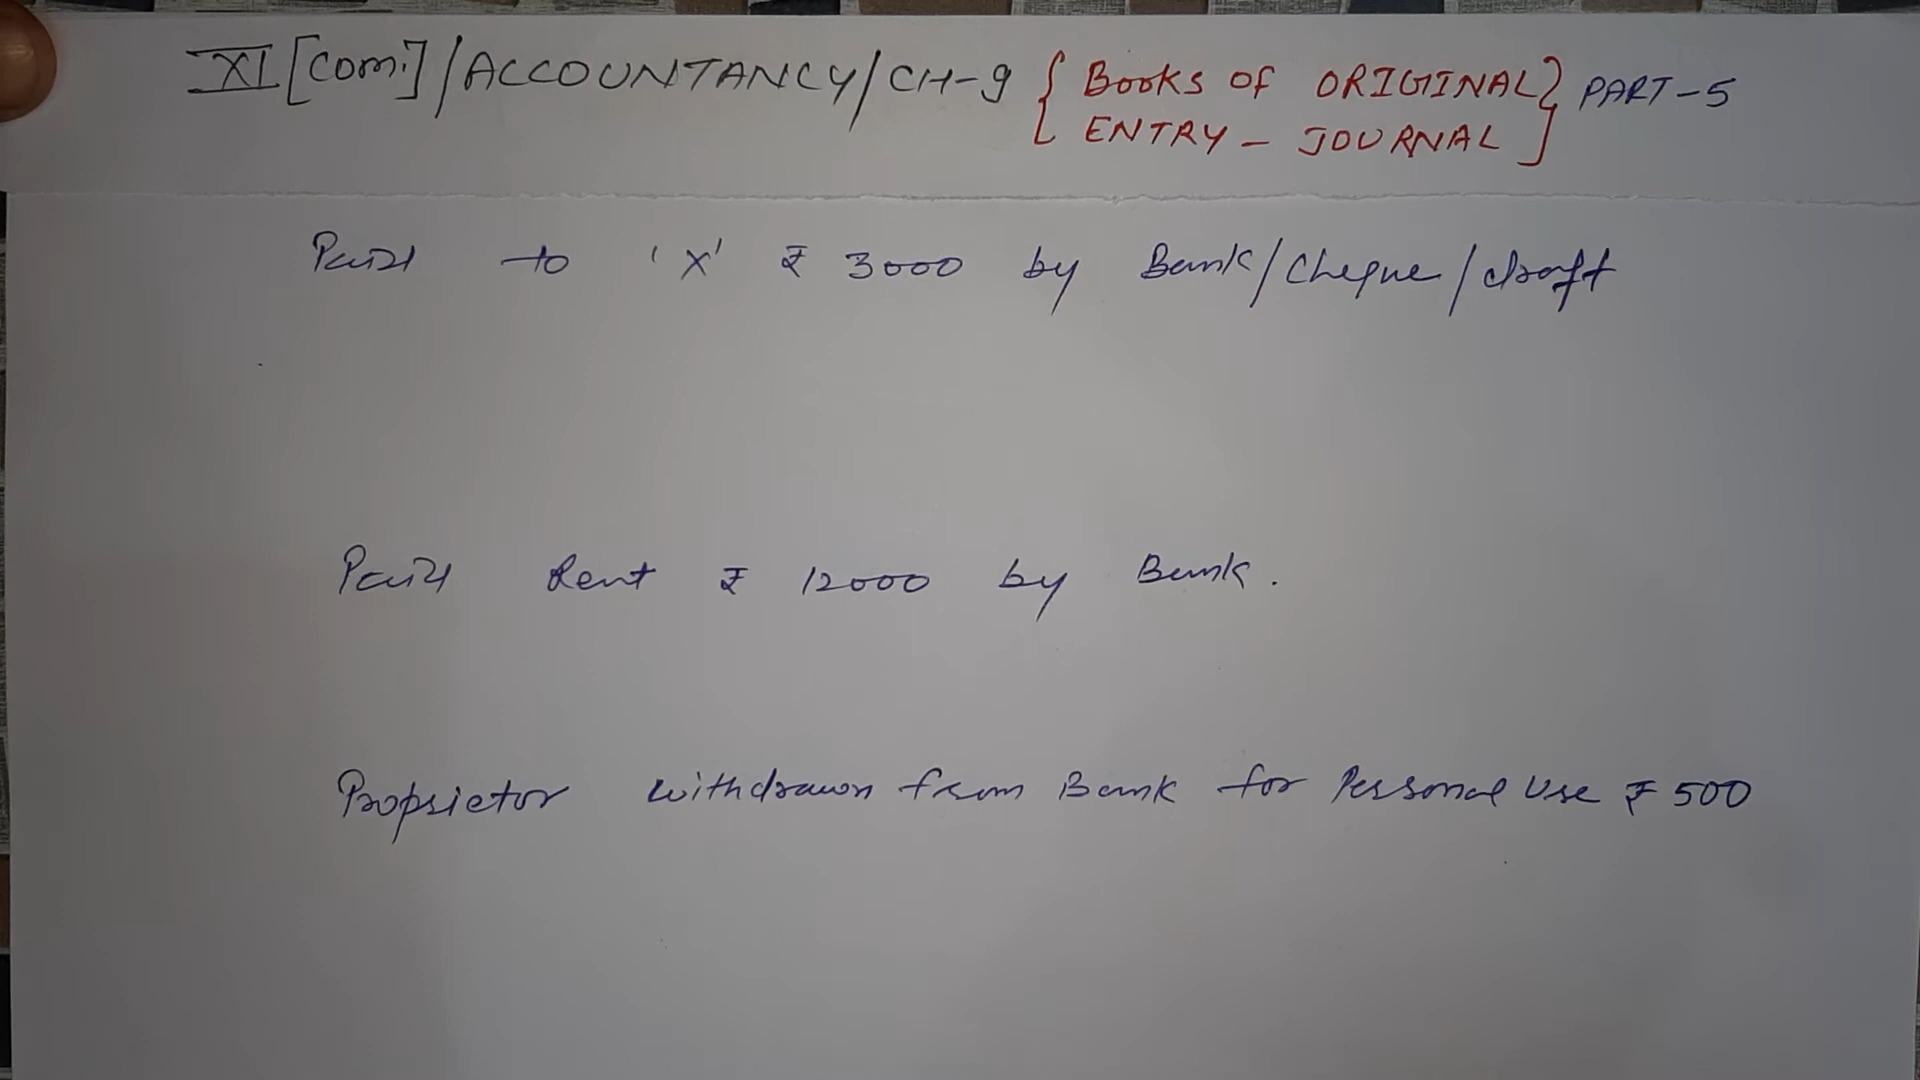 XI [Com.] / ACCOUNTANCY / CH-9 { Books of ORIGINAL } PART-5
ENTRY - JOURNAL
Paid to 'X' ₹ 3000 by Bank / Cheque / draft
Paid Rent ₹ 12000 by Bank.
Proprietor withdrawn from Bank for Personal Use ₹ 500